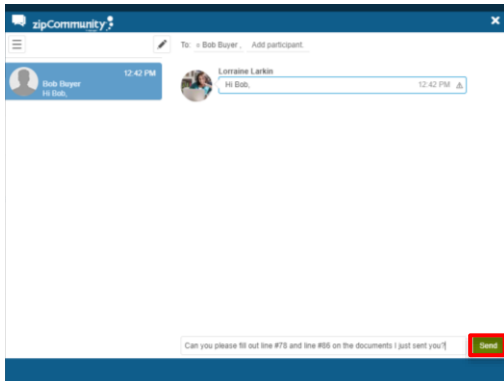 zipCommunity
To: x Bob Buyer , Add participant.
12:42 PM
Bob Buyer
Hi Bob,
Lorraine Larkin
Hi Bob, 12:42 PM
Can you please fill out line #78 and line #86 on the documents I just sent you?
Send